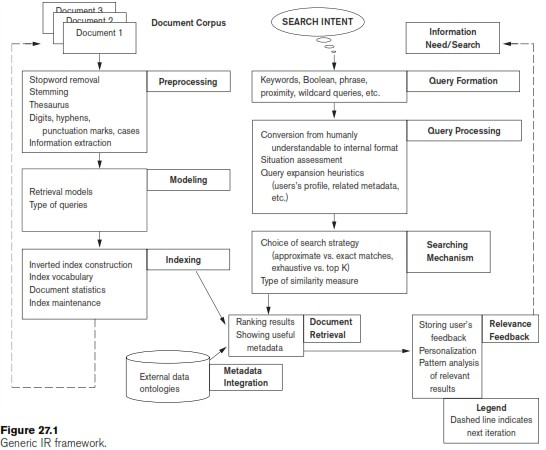 Document 3
Document 2
Document 1
Document Corpus
SEARCH INTENT
Information
Need/Search
Stopword removal
Stemming
Thesaurus
Digits, hyphens,
punctuation marks, cases
Information extraction
Preprocessing
Keywords, Boolean, phrase,
proximity, wildcard queries, etc.
Query Formation
Conversion from humanly
understandable to internal format
Situation assessment
Query expansion heuristics
(users's profile, related metadata,
etc.)
Query Processing
Retrieval models
Type of queries
Modeling
Choice of search strategy
(approximate vs. exact matches,
exhaustive vs. top K)
Type of similarity measure
Searching
Mechanism
Inverted index construction
Index vocabulary
Document statistics
Index maintenance
Indexing
Ranking results
Showing useful
metadata
Document
Retrieval
Storing user's
feedback
Personalization
Pattern analysis
of relevant
results
Relevance
Feedback
External data
ontologies
Metadata
Integration
Legend
Dashed line indicates
next iteration
Figure 27.1
Generic IR framework.